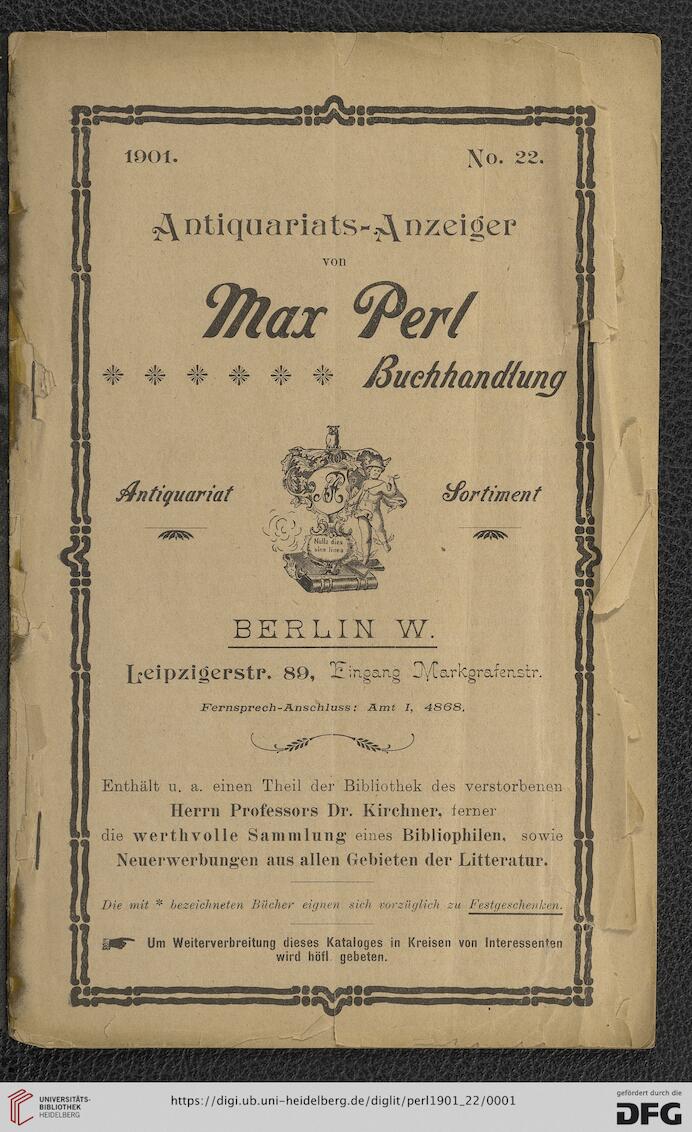 1901. No. 22.
Antiquariats-Anzeiger
von
Max Perl
Buchhandlung
Antiquariat Sortiment
Nulla dies
sine linea
BERLIN W.
Leipzigerstr. 89, Eingang Markgrafenstr.
Fernsprech-Anschluss: Amt I, 4868.
Enthält u. a. einen Theil der Bibliothek des verstorbenen
Herrn Professors Dr. Kirchner, ferner
die werthvolle Sammlung eines Bibliophilen, sowie
Neuerwerbungen aus allen Gebieten der Litteratur.
Die mit * bezeichneten Bücher eignen sich vorzüglich zu Festgeschenken.
Um Weiterverbreitung dieses Kataloges in Kreisen von Interessenten
wird höfl. gebeten.
UNIVERSITÄTS-
BIBLIOTHEK
HEIDELBERG
https://digi.ub.uni-heidelberg.de/diglit/perl1901_22/0001
gefördert durch die
DFG